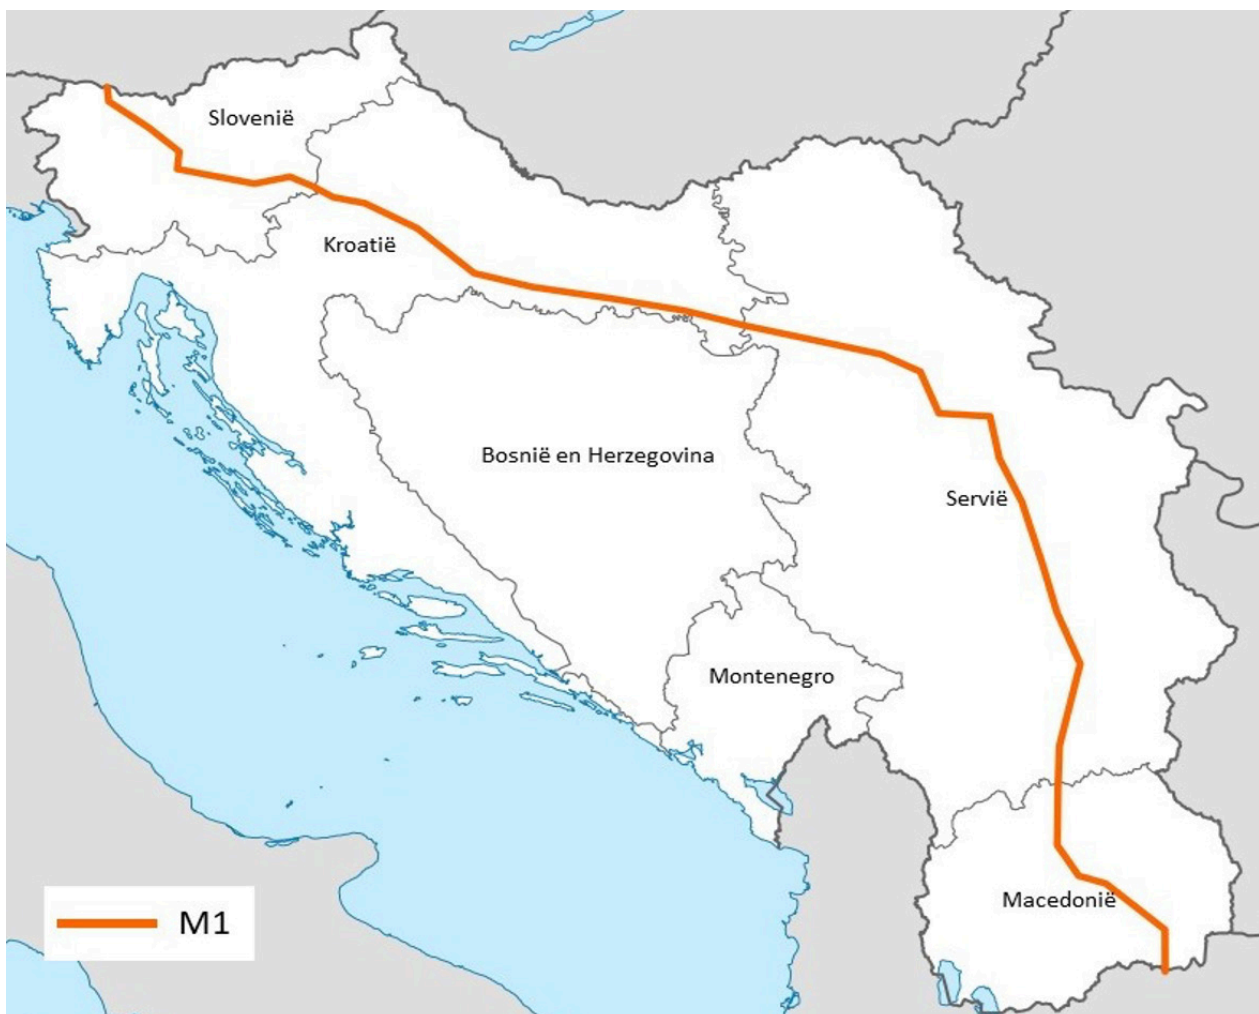 Slovenië
Kroatië
Bosnië en Herzegovina
Servië
Montenegro
Macedonië
M1